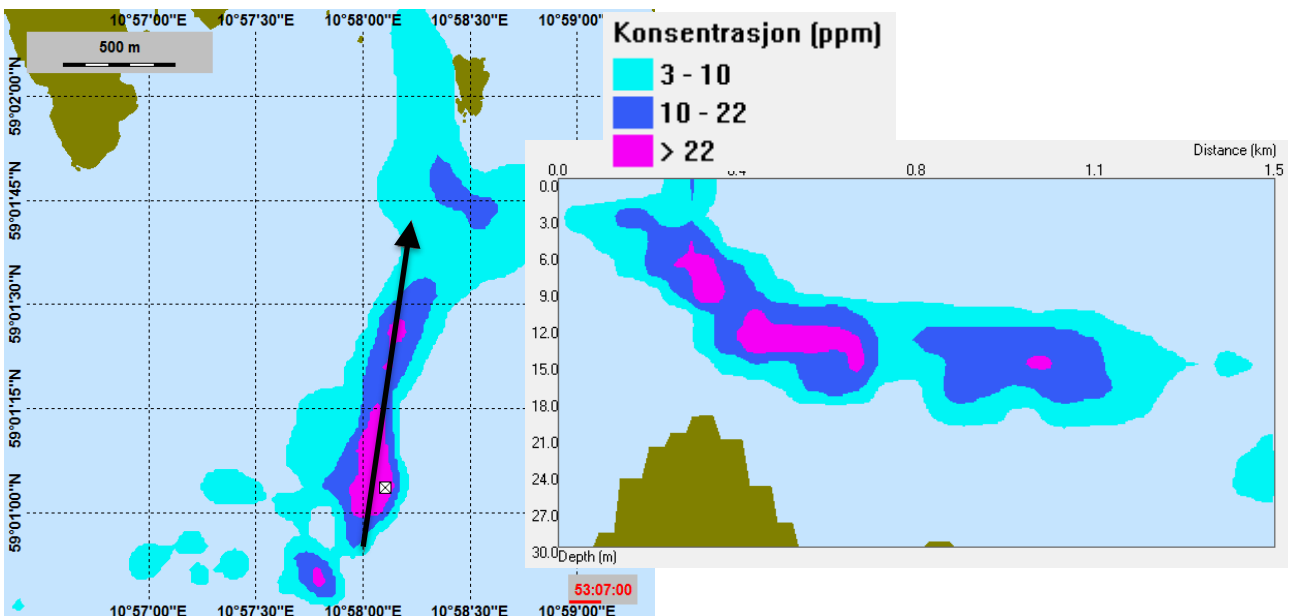 10°57'00"E 10°57'30"E 10°58'00"E 10°58'30"E 10°59'00"E
500 m
59°02'00"N
59°01'45"N
59°01'30"N
59°01'15"N
59°01'00"N
53:07:00
10°57'00"E 10°57'30"E 10°58'00"E 10°58'30"E 10°59'00"E
Konsentrasjon (ppm)
3 - 10
10 - 22
> 22
Distance (km)
0.0 0.4 0.8 1.1 1.5
0.0
3.0
6.0
9.0
12.0
15.0
18.0
21.0
24.0
27.0
30.0 Depth (m)